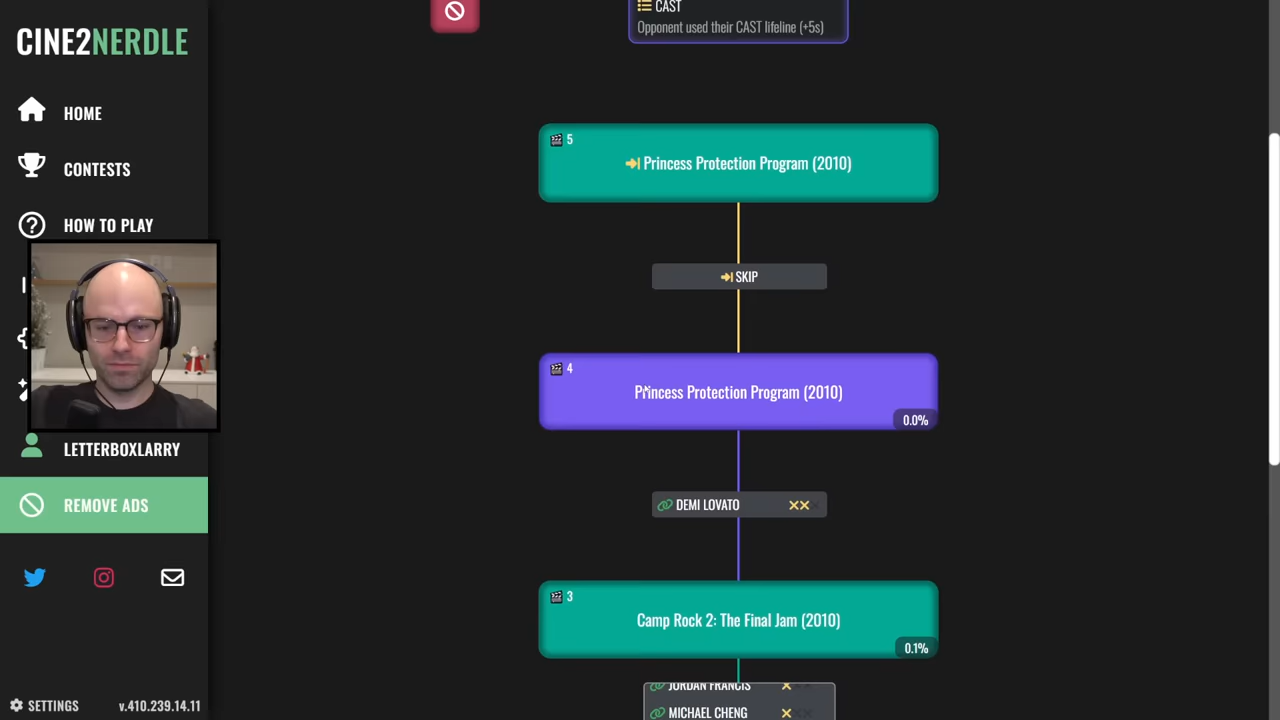 CINE2NERDLE
HOME
CONTESTS
HOW TO PLAY
LETTERBOXLARRY
REMOVE ADS
SETTINGS
v.410.239.14.11
CAST
Opponent used their CAST lifeline (+5s)
5
Princess Protection Program (2010)
SKIP
4
Princess Protection Program (2010)
0.0%
DEMI LOVATO
3
Camp Rock 2: The Final Jam (2010)
0.1%
JORDAN FRANCIS
MICHAEL CHENG